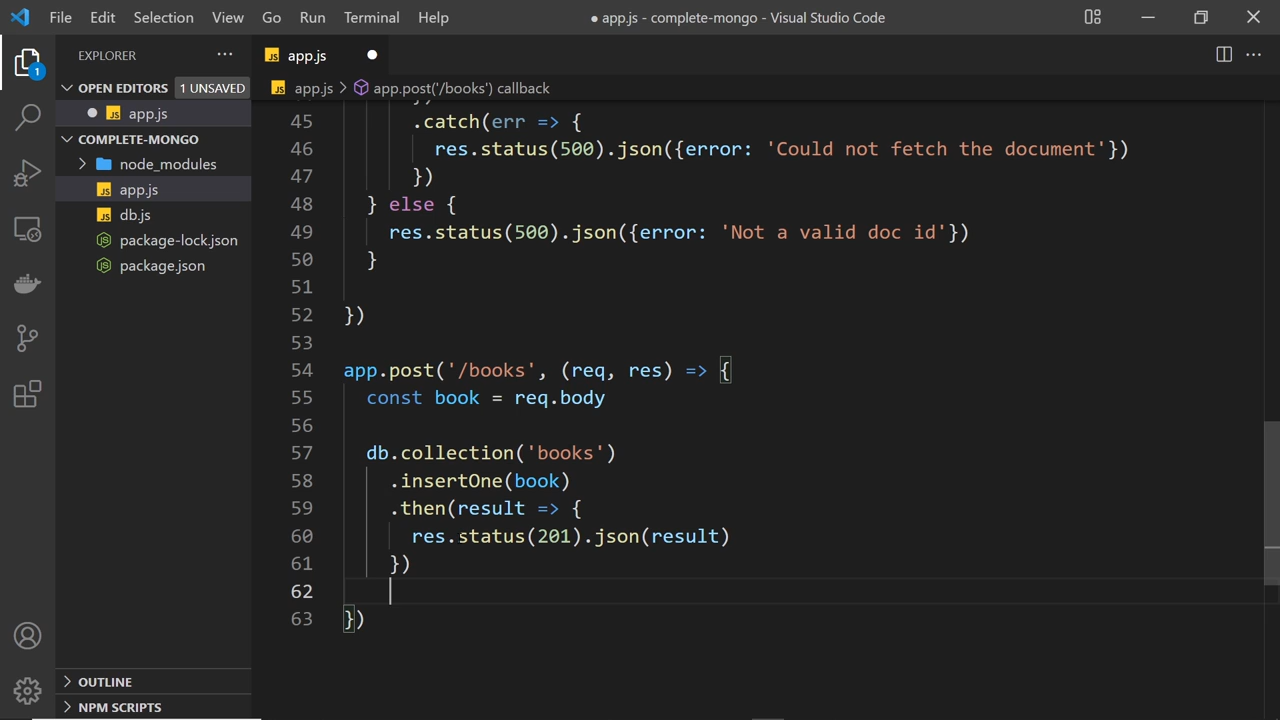 File Edit Selection View Go Run Terminal Help
● app.js - complete-mongo - Visual Studio Code
EXPLORER
OPEN EDITORS 1 UNSAVED
JS app.js
COMPLETE-MONGO
node_modules
JS app.js
JS db.js
package-lock.json
package.json
OUTLINE
NPM SCRIPTS
1
JS app.js
JS app.js > app.post('/books') callback
45 .catch(err => {
46 res.status(500).json({error: 'Could not fetch the document'})
47 })
48 } else {
49 res.status(500).json({error: 'Not a valid doc id'})
50 }
51
52 })
53
54 app.post('/books', (req, res) => {
55 const book = req.body
56
57 db.collection('books')
58 .insertOne(book)
59 .then(result => {
60 res.status(201).json(result)
61 })
62
63 })